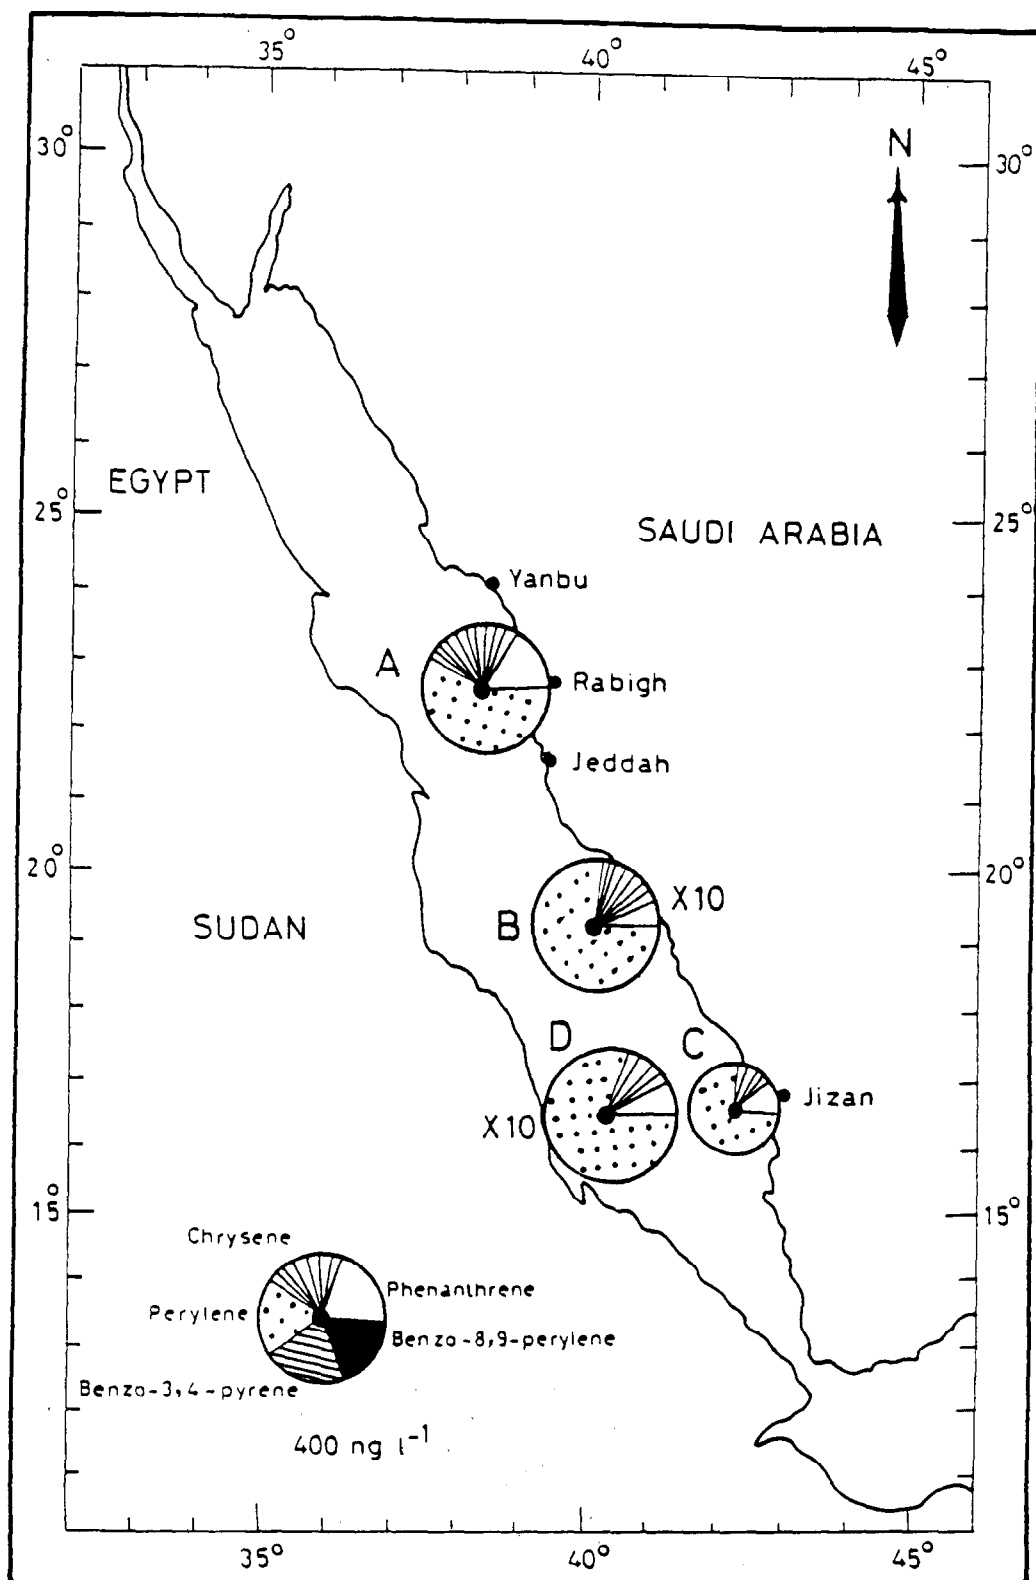 35° 40° 45°
N
30° 30°
EGYPT
25° 25°
SAUDI ARABIA
Yanbu
A
Rabigh
Jeddah
20° 20°
X10
B
SUDAN
D C
X10
Jizan
15° 15°
Chrysene
Phenanthrene
Perylene
Benzo-8,9-perylene
Benzo-3,4-pyrene
400 ng l⁻¹
35° 40° 45°